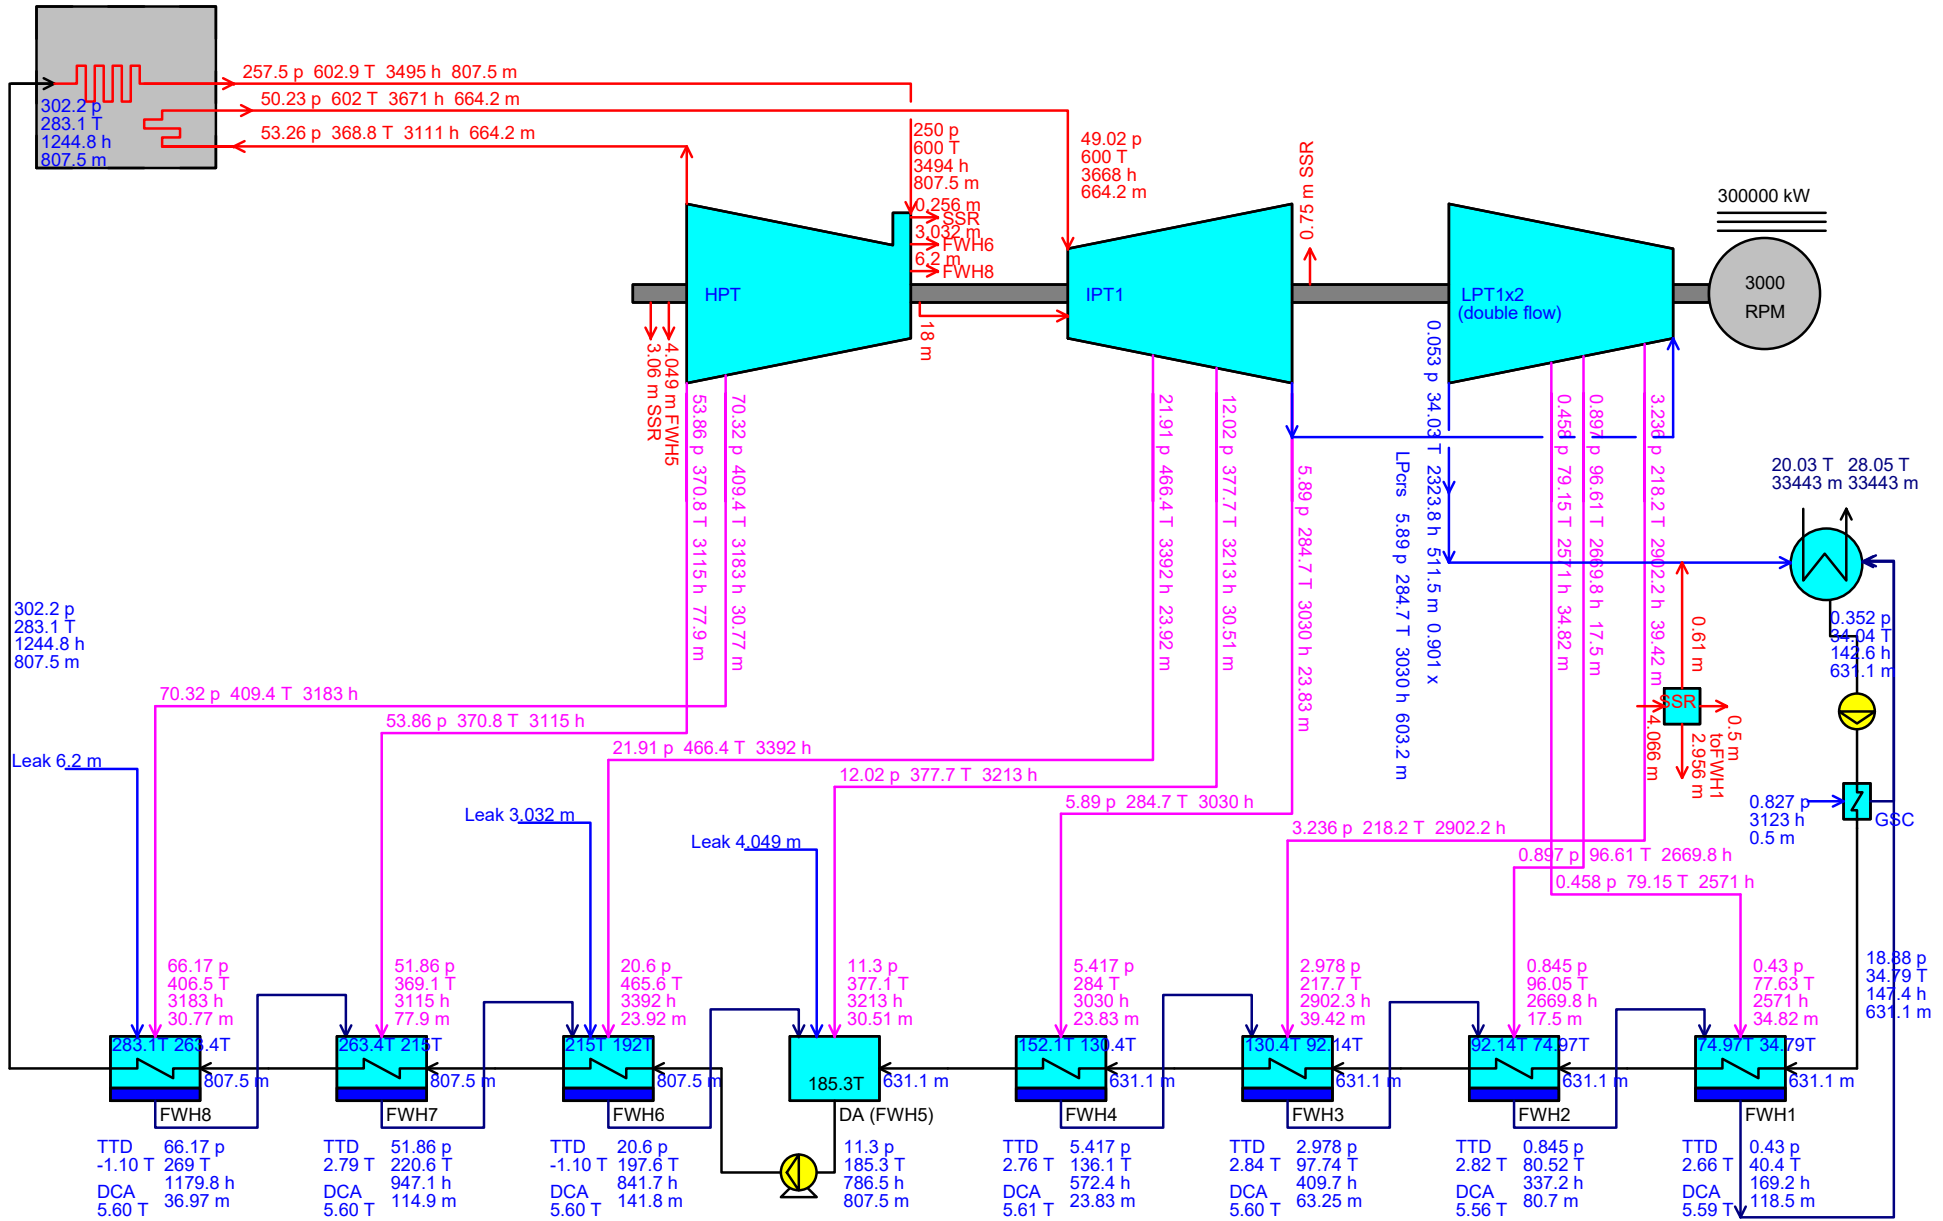 257.5 p  602.9 T  3495 h  807.5 m
50.23 p  602 T  3671 h  664.2 m
53.26 p  368.8 T  3111 h  664.2 m
302.2 p
283.1 T
1244.8 h
807.5 m
250 p
600 T
3494 h
807.5 m
0.256 m
SSR
3.032 m
FWH6
6.2 m
FWH8
49.02 p
600 T
3668 h
664.2 m
0.75 m SSR
300000 kW
3000
RPM
HPT
IPT1
LPT1x2
(double flow)
18 m
3.06 m SSR
4.049 m FWH5
53.86 p  370.8 T  3115 h  77.9 m
70.32 p  409.4 T  3183 h  30.77 m
21.91 p  466.4 T  3392 h  23.92 m
12.02 p  377.7 T  3213 h  30.51 m
5.89 p  284.7 T  3030 h  23.83 m
LPcrs  5.89 p  284.7 T  3030 h  603.2 m
0.053 p  34.03 T  2323.8 h  511.5 m  0.901 x
0.458 p  79.15 T  2571 h  34.82 m
0.897 p  96.61 T  2669.8 h  17.5 m
3.236 p  218.2 T  2902.2 h  39.42 m
20.03 T  28.05 T
33443 m  33443 m
0.352 p
34.04 T
142.6 h
631.1 m
0.61 m
SSR
4.066 m
2.956 m
0.5 m
toFWH1
0.827 p
3123 h
0.5 m
GSC
18.88 p
34.79 T
147.4 h
631.1 m
302.2 p
283.1 T
1244.8 h
807.5 m
70.32 p  409.4 T  3183 h
53.86 p  370.8 T  3115 h
21.91 p  466.4 T  3392 h
12.02 p  377.7 T  3213 h
5.89 p  284.7 T  3030 h
3.236 p  218.2 T  2902.2 h
0.897 p  96.61 T  2669.8 h
0.458 p  79.15 T  2571 h
Leak 6.2 m
Leak 3.032 m
Leak 4.049 m
66.17 p
406.5 T
3183 h
30.77 m
51.86 p
369.1 T
3115 h
77.9 m
20.6 p
465.6 T
3392 h
23.92 m
11.3 p
377.1 T
3213 h
30.51 m
5.417 p
284 T
3030 h
23.83 m
2.978 p
217.7 T
2902.3 h
39.42 m
0.845 p
96.05 T
2669.8 h
17.5 m
0.43 p
77.63 T
2571 h
34.82 m
283.1T 263.4T
807.5 m
FWH8
263.4T 215T
807.5 m
FWH7
215T 192T
807.5 m
FWH6
185.3T
631.1 m
DA (FWH5)
152.1T 130.4T
631.1 m
FWH4
130.4T 92.14T
631.1 m
FWH3
92.14T 74.97T
631.1 m
FWH2
74.97T 34.79T
631.1 m
FWH1
TTD
-1.10 T
DCA
5.60 T
66.17 p
269 T
1179.8 h
36.97 m
TTD
2.79 T
DCA
5.60 T
51.86 p
220.6 T
947.1 h
114.9 m
TTD
-1.10 T
DCA
5.60 T
20.6 p
197.6 T
841.7 h
141.8 m
11.3 p
185.3 T
786.5 h
807.5 m
TTD
2.76 T
DCA
5.61 T
5.417 p
136.1 T
572.4 h
23.83 m
TTD
2.84 T
DCA
5.60 T
2.978 p
97.74 T
409.7 h
63.25 m
TTD
2.82 T
DCA
5.56 T
0.845 p
80.52 T
337.2 h
80.7 m
TTD
2.66 T
DCA
5.59 T
0.43 p
40.4 T
169.2 h
118.5 m